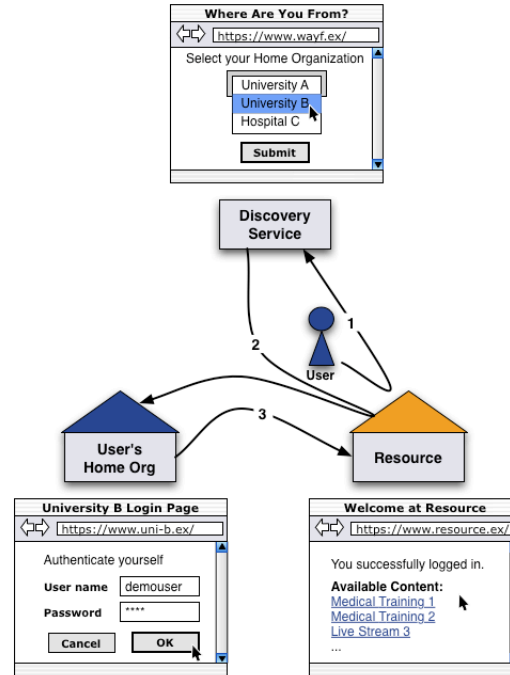 Where Are You From?
https://www.wayf.ex/
Select your Home Organization
University A
University B
Hospital C
Submit
Discovery
Service
1
2
User
3
User's
Home Org
Resource
University B Login Page
https://www.uni-b.ex/
Authenticate yourself
User name demouser
Password ****
Cancel OK
Welcome at Resource
https://www.resource.ex/
You successfully logged in.
Available Content:
Medical Training 1
Medical Training 2
Live Stream 3
...